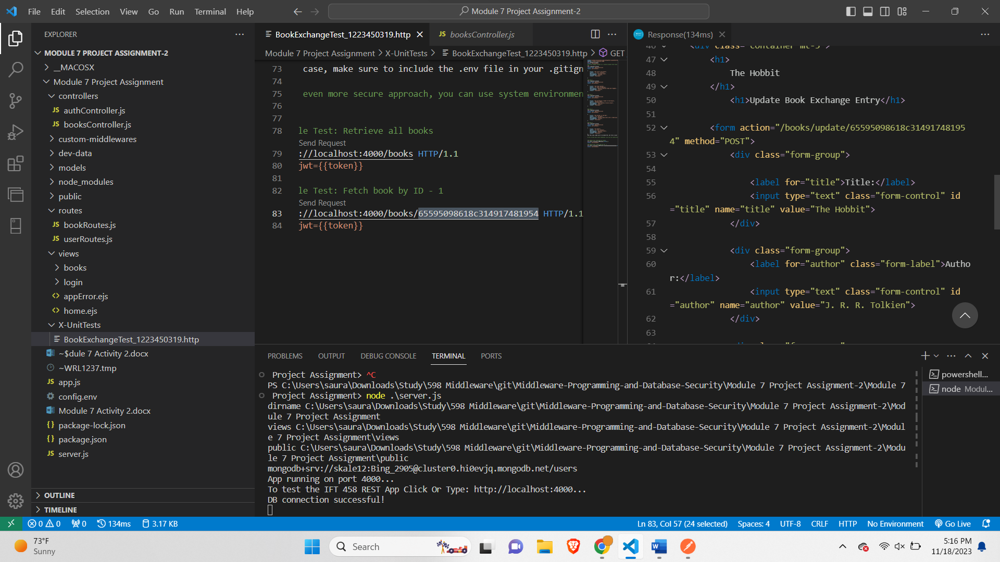 File Edit Selection View Go Run Terminal Help
Module 7 Project Assignment-2
EXPLORER
MODULE 7 PROJECT ASSIGNMENT-2
__MACOSX
Module 7 Project Assignment
controllers
JS authController.js
JS booksController.js
custom-middlewares
dev-data
models
node_modules
public
routes
JS bookRoutes.js
JS userRoutes.js
views
books
login
appError.ejs
home.ejs
X-UnitTests
BookExchangeTest_1223450319.http
~$dule 7 Activity 2.docx
~WRL1237.tmp
JS app.js
config.env
Module 7 Activity 2.docx
package-lock.json
package.json
JS server.js
OUTLINE
TIMELINE
BookExchangeTest_1223450319.http
JS booksController.js
Module 7 Project Assignment > X-UnitTests > BookExchangeTest_1223450319.http > GET
73 case, make sure to include the .env file in your .gitign
74
75 even more secure approach, you can use system environmen
76
77
78 le Test: Retrieve all books
Send Request
79 ://localhost:4000/books HTTP/1.1
80 jwt={{token}}
81
82 le Test: Fetch book by ID - 1
Send Request
83 ://localhost:4000/books/65595098618c314917481954 HTTP/1.1
84 jwt={{token}}
Response(134ms)
46 <div class="container mt-5">
47 <h1>
48 The Hobbit
49 </h1>
50 <h1>Update Book Exchange Entry</h1>
51
52 <form action="/books/update/65595098618c31491748195
4" method="POST">
53 <div class="form-group">
54
55 <label for="title">Title:</label>
56 <input type="text" class="form-control" id
="title" name="title" value="The Hobbit">
57 </div>
58
59 <div class="form-group">
60 <label for="author" class="form-label">Autho
r:</label>
61 <input type="text" class="form-control" id
="author" name="author" value="J. R. R. Tolkien">
62 </div>
63
PROBLEMS OUTPUT DEBUG CONSOLE TERMINAL PORTS
Project Assignment> ^C
PS C:\Users\saura\Downloads\Study\598 Middleware\git\Middleware-Programming-and-Database-Security\Module 7 Project Assignment-2\Module 7
Project Assignment> node .\server.js
dirname C:\Users\saura\Downloads\Study\598 Middleware\git\Middleware-Programming-and-Database-Security\Module 7 Project Assignment-2\Mod
ule 7 Project Assignment
views C:\Users\saura\Downloads\Study\598 Middleware\git\Middleware-Programming-and-Database-Security\Module 7 Project Assignment-2\Modul
e 7 Project Assignment\views
public C:\Users\saura\Downloads\Study\598 Middleware\git\Middleware-Programming-and-Database-Security\Module 7 Project Assignment-2\Modu
le 7 Project Assignment\public
mongodb+srv://skale12:Bing_2905@cluster0.hi0evjq.mongodb.net/users
App running on port 4000...
To test the IFT 458 REST App Click Or Type: http://localhost:4000...
DB connection successful!
powershell...
node Modul...
0 0 0 134ms 3.17 KB
Ln 83, Col 57 (24 selected) Spaces: 4 UTF-8 CRLF HTTP No Environment Go Live
73°F
Sunny
Search
5:16 PM
11/18/2023